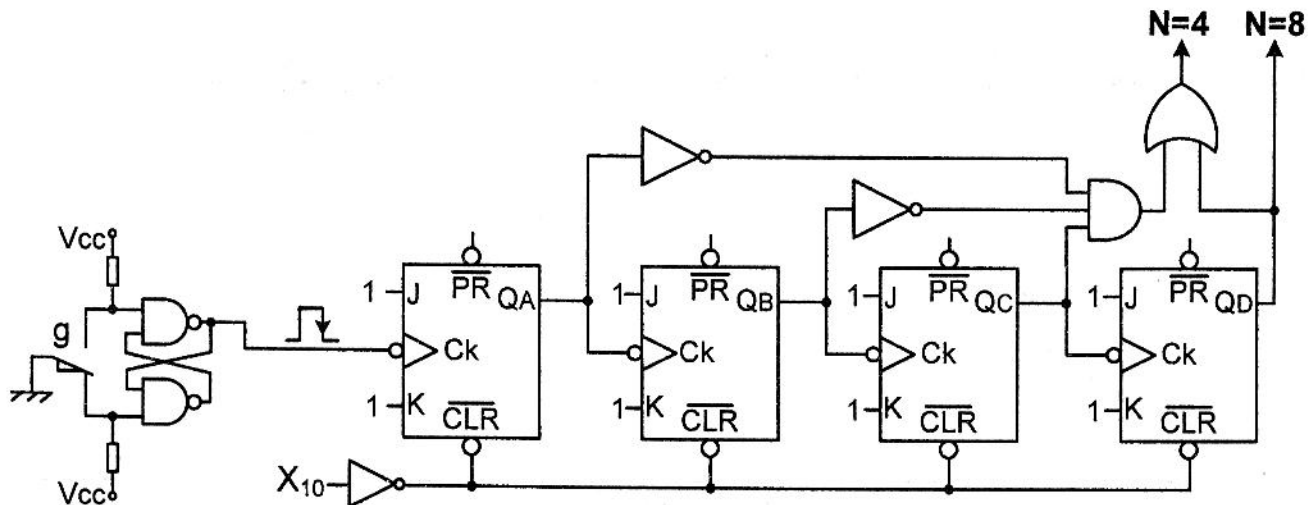 N=4 N=8
Vcc
g
Vcc
1 J PR QA
Ck
1 K CLR
1 J PR QB
Ck
1 K CLR
1 J PR QC
Ck
1 K CLR
1 J PR QD
Ck
1 K CLR
X10